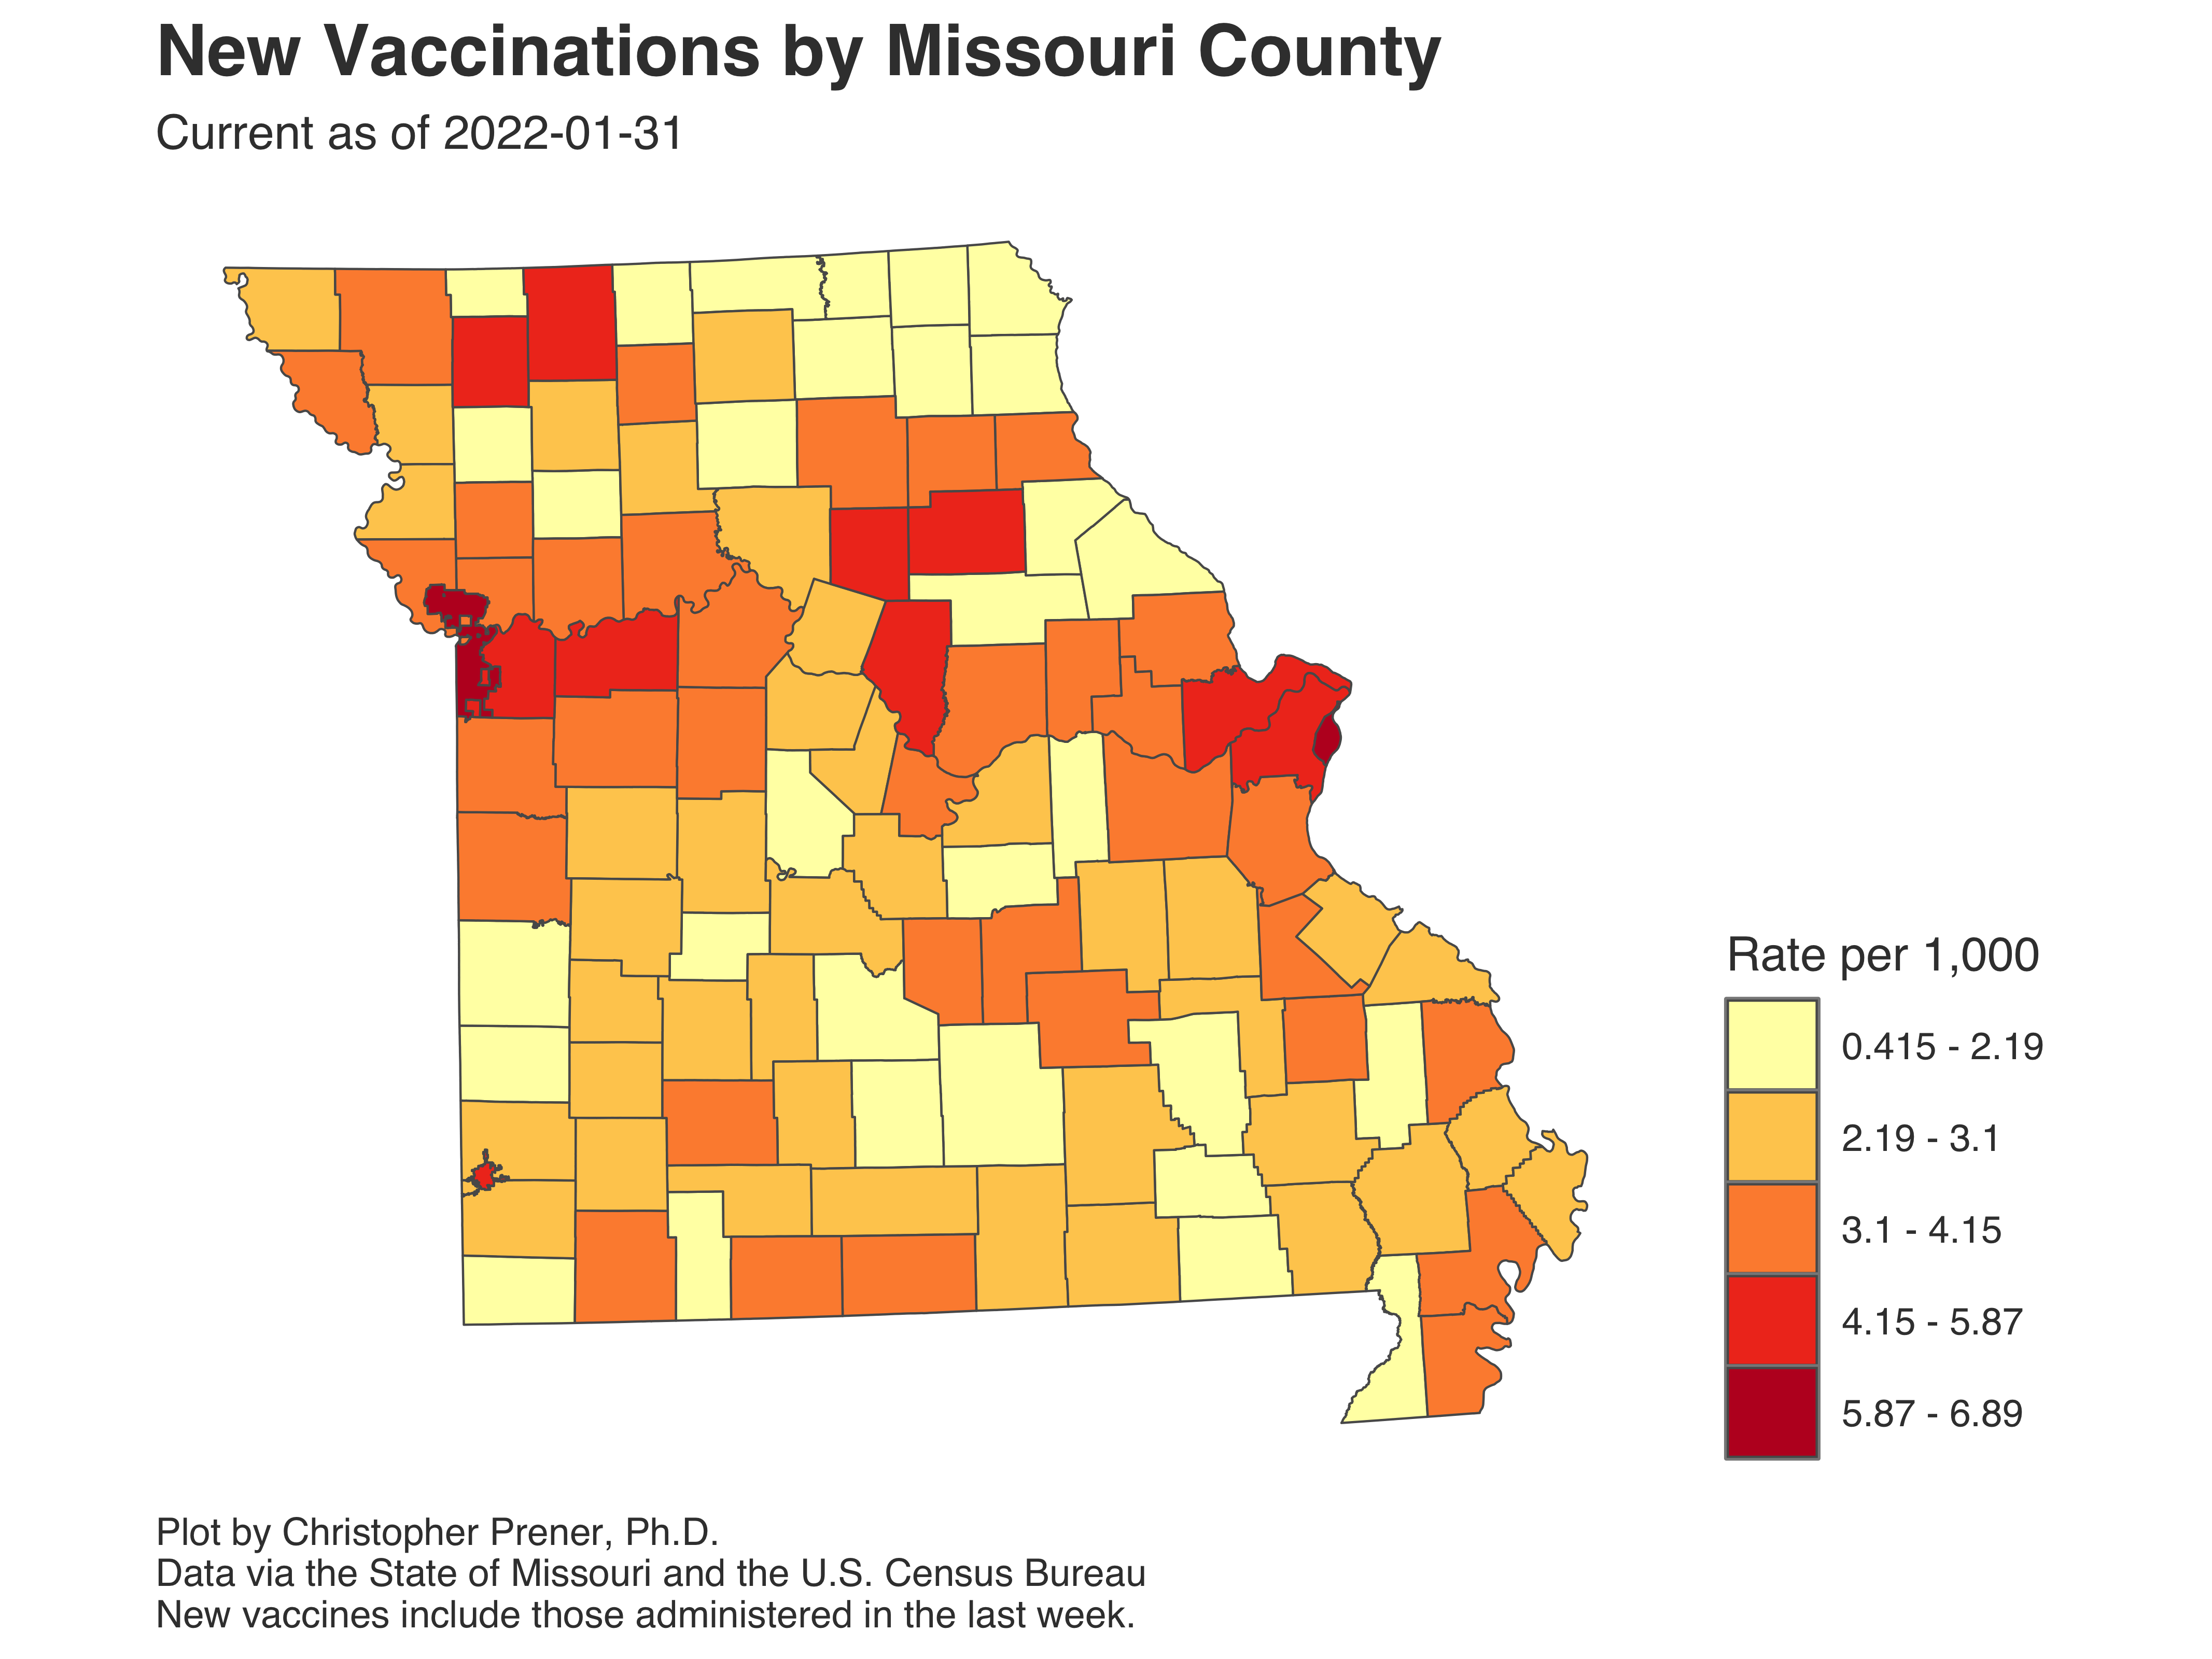 New Vaccinations by Missouri County
Current as of 2022-01-31
Rate per 1,000
0.415 - 2.19
2.19 - 3.1
3.1 - 4.15
4.15 - 5.87
5.87 - 6.89
Plot by Christopher Prener, Ph.D.
Data via the State of Missouri and the U.S. Census Bureau
New vaccines include those administered in the last week.